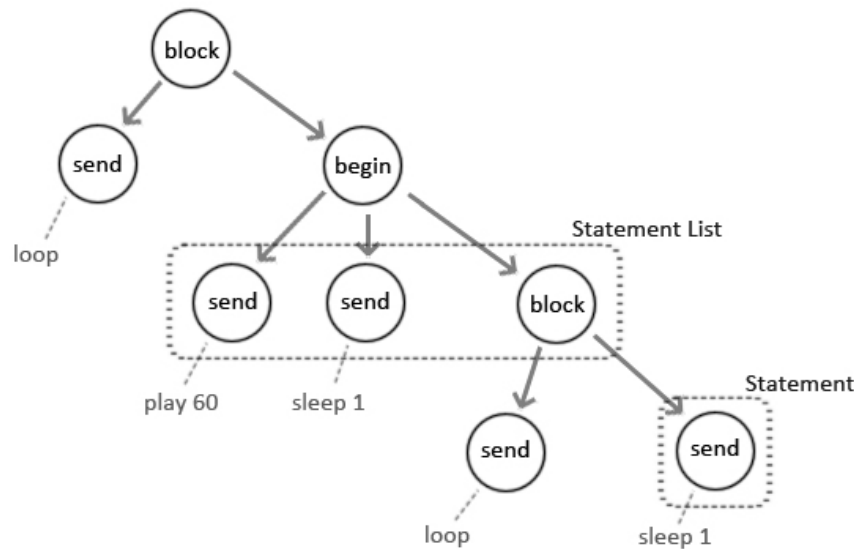 block
send
begin
loop
Statement List
send
send
block
play 60
sleep 1
Statement
send
send
loop
sleep 1